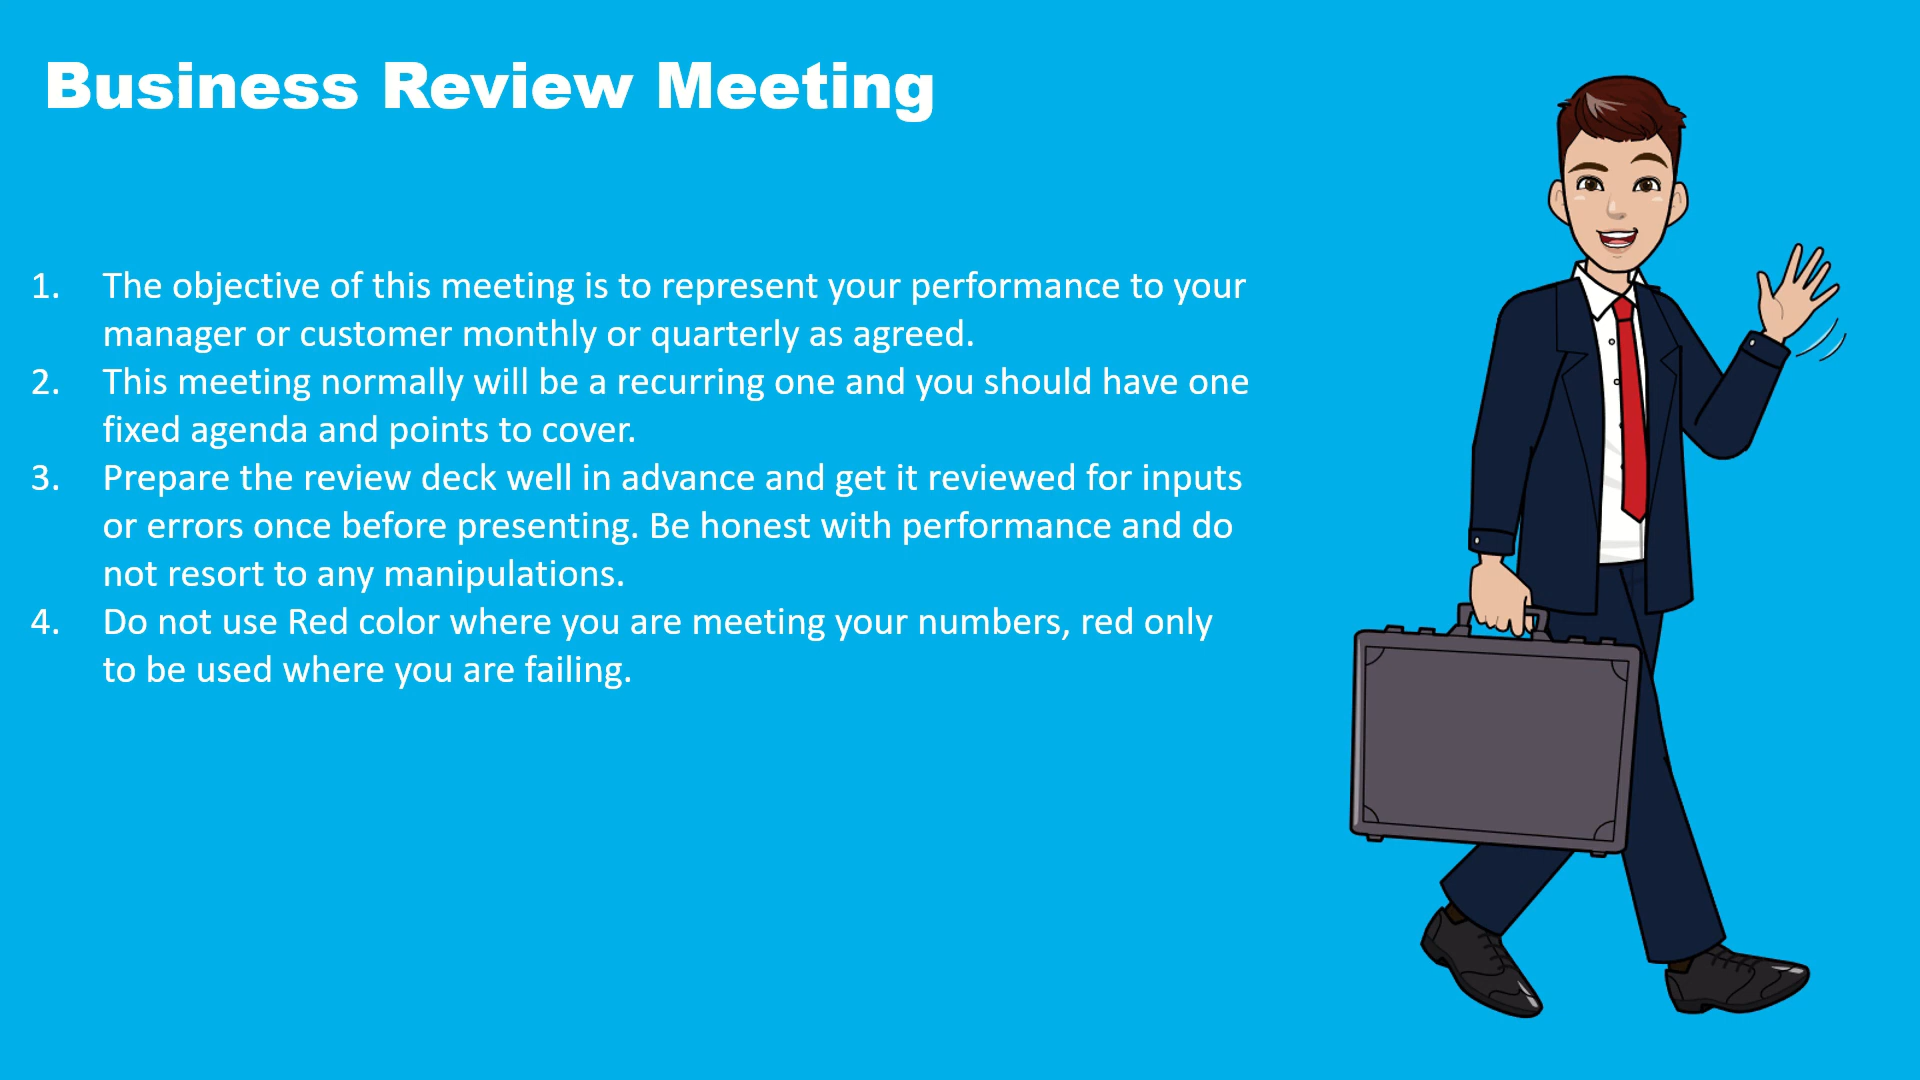 Business Review Meeting
1. The objective of this meeting is to represent your performance to your
manager or customer monthly or quarterly as agreed.
2. This meeting normally will be a recurring one and you should have one
fixed agenda and points to cover.
3. Prepare the review deck well in advance and get it reviewed for inputs
or errors once before presenting. Be honest with performance and do
not resort to any manipulations.
4. Do not use Red color where you are meeting your numbers, red only
to be used where you are failing.